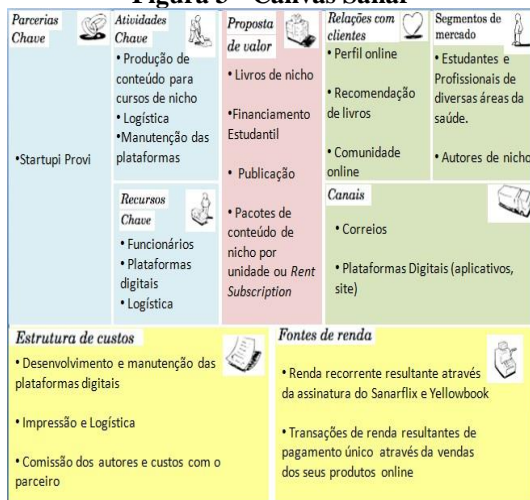 Figura 3 - Canvas Sanar
Parcerias
Chave
•Startupi Provi
Atividades
Chave
• Produção de
conteúdo para
cursos de nicho
• Logística
•Manutenção das
plataformas
Recursos
Chave
• Funcionários
• Plataformas
digitais
• Logística
Proposta
de valor
• Livros de nicho
•Financiamento
Estudantil
• Publicação
• Pacotes de
conteúdo de
nicho por
unidade ou Rent
Subscription
Relações com
clientes
• Perfil online
• Recomendação
de livros
• Comunidade
online
Canais
• Correios
• Plataformas Digitais (aplicativos,
site)
Segmentos de
mercado
• Estudantes e
Profissionais de
diversas áreas da
saúde.
• Autores de nicho
Estrutura de custos
• Desenvolvimento e manutenção das
plataformas digitais
• Impressão e Logística
• Comissão dos autores e custos com o
parceiro
Fontes de renda
• Renda recorrente resultante através
da assinatura do Sanarflix e Yellowbook
• Transações de renda resultantes de
pagamento único através da vendas
dos seus produtos online